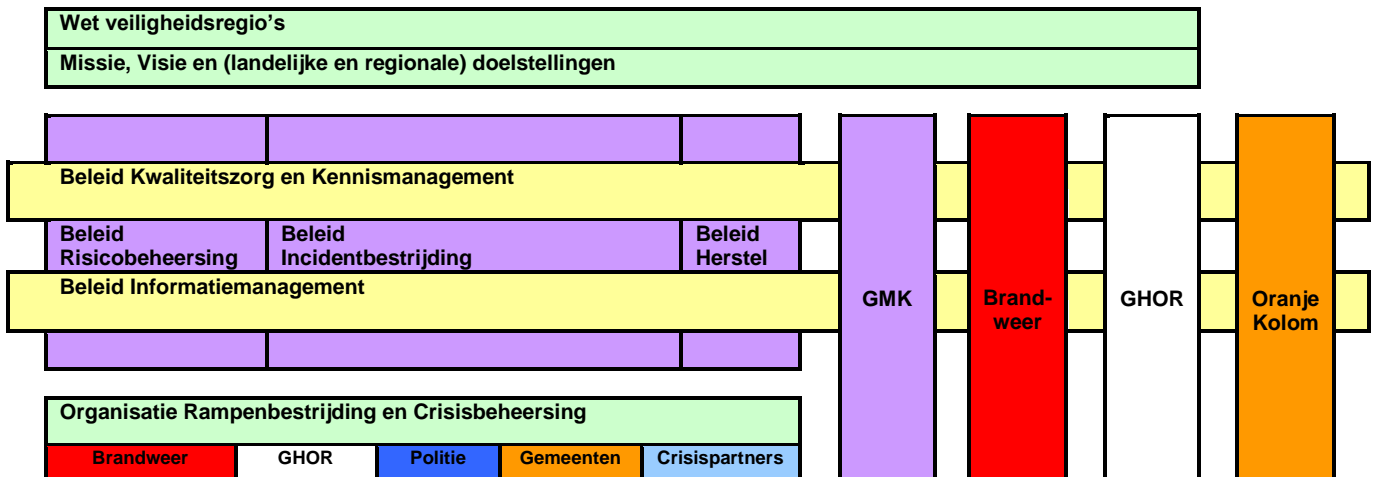 Wet veiligheidsregio's
Missie, Visie en (landelijke en regionale) doelstellingen
Beleid Kwaliteitszorg en Kennismanagement
Beleid
Risicobeheersing
Beleid
Incidentbestrijding
Beleid
Herstel
Beleid Informatiemanagement
GMK
Brand-
weer
GHOR
Oranje
Kolom
Organisatie Rampenbestrijding en Crisisbeheersing
Brandweer
GHOR
Politie
Gemeenten
Crisispartners